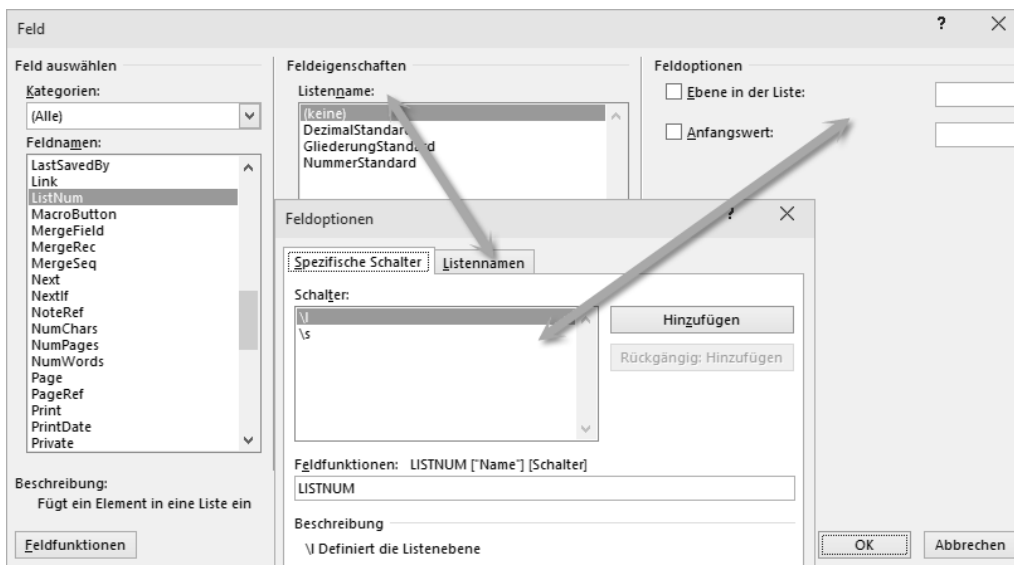 Feld
?
Feld auswählen
Kategorien:
(Alle)
Feldnamen:
LastSavedBy
Link
ListNum
MacroButton
MergeField
MergeRec
MergeSeq
Next
NextIf
NoteRef
NumChars
NumPages
NumWords
Page
PageRef
Print
PrintDate
Private
Beschreibung:
Fügt ein Element in eine Liste ein
Feldfunktionen
Feldeigenschaften
Listenname:
(keine)
DezimalStandard
GliederungStandard
NummerStandard
Feldoptionen
Ebene in der Liste:
Anfangswert:
Feldoptionen
?
Spezifische Schalter
Listennamen
Schalter:
\l
\s
Hinzufügen
Rückgängig: Hinzufügen
Feldfunktionen: LISTNUM ["Name"] [Schalter]
LISTNUM
Beschreibung
\l Definiert die Listenebene
OK
Abbrechen